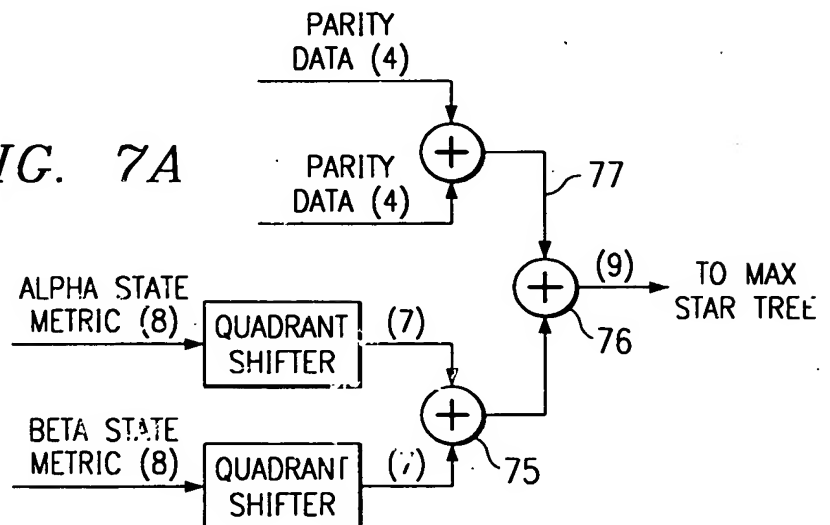 PARITY
DATA (4)
IG. 7A
PARITY
DATA (4)
77
(9)
TO MAX
STAR TREE
76
ALPHA STATE
METRIC (8)
QUADRANT
SHIFTER
(7)
+
+
+
BETA STATE
METRIC (8)
QUADRANT
SHIFTER
(7)
75